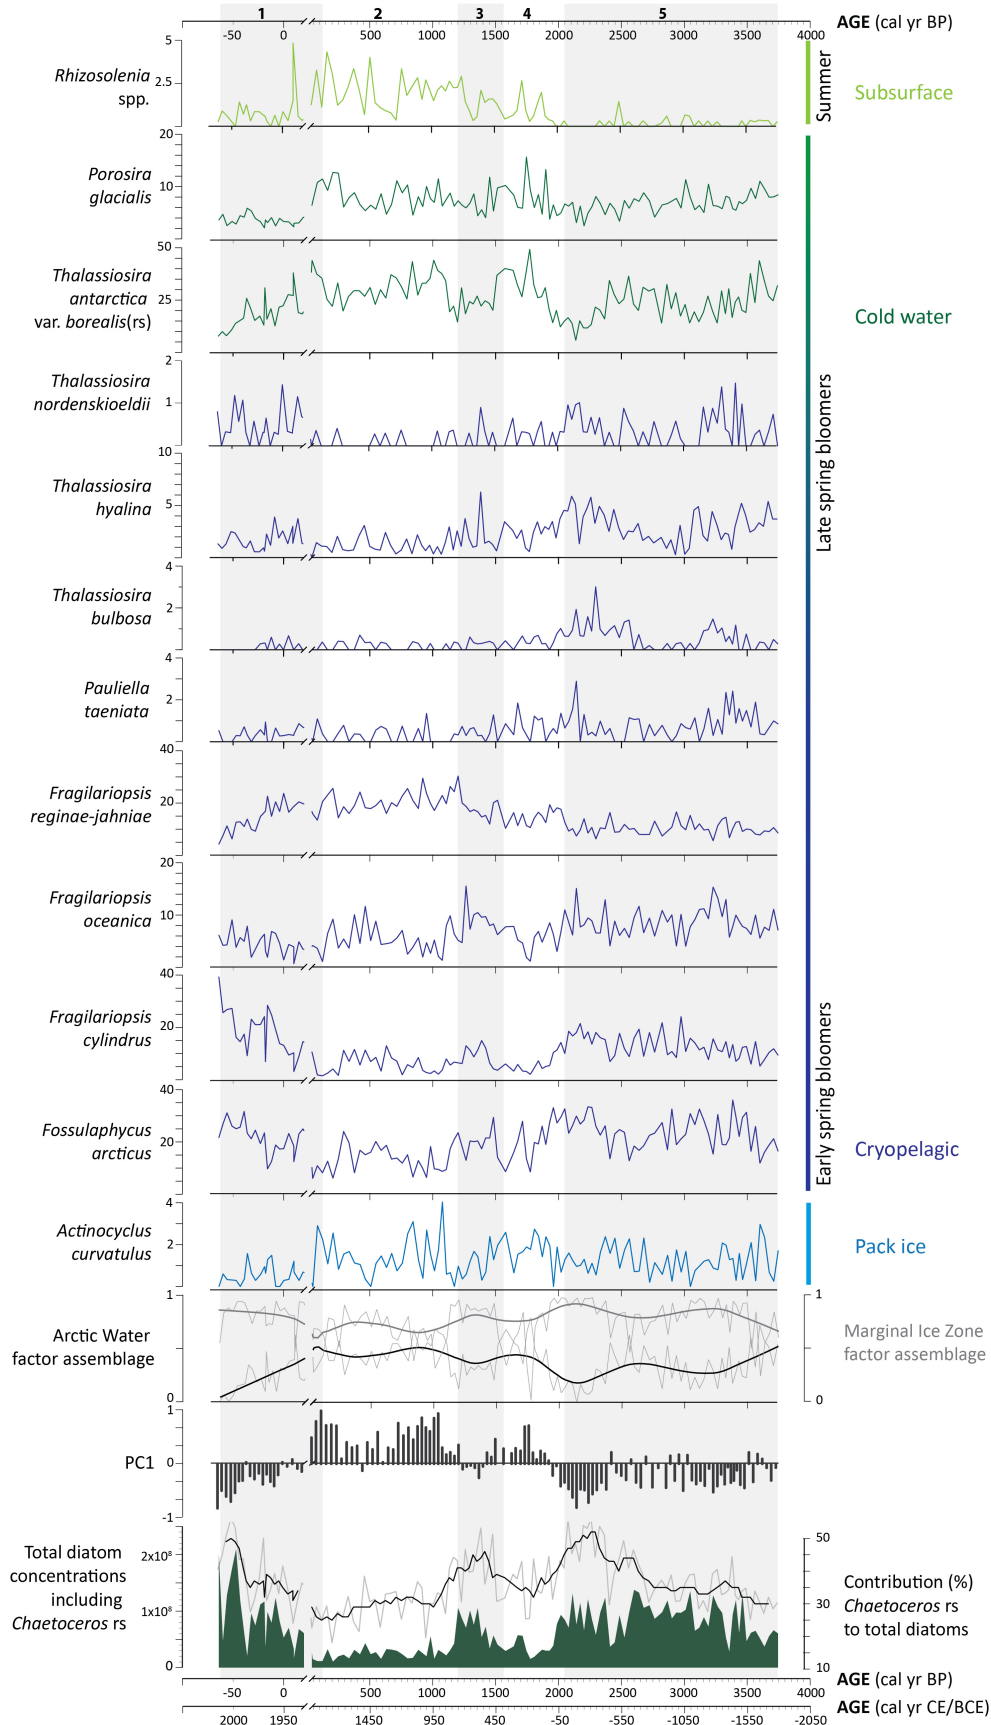 1 2 3 4 5
AGE (cal yr BP)
-50 0 500 1000 1500 2000 2500 3000 3500 4000
5
2.5
Rhizosolenia
spp.
Summer
Subsurface
20
10
Porosira
glacialis
50
25
Thalassiosira
antarctica
var. borealis(rs)
Cold water
2
1
Thalassiosira
nordenskioeldii
Late spring bloomers
10
5
Thalassiosira
hyalina
4
2
Thalassiosira
bulbosa
4
2
Pauliella
taeniata
40
20
Fragilariopsis
reginae-jahniae
20
10
Fragilariopsis
oceanica
40
20
Fragilariopsis
cylindrus
Early spring bloomers
40
20
Fossulaphycus
arcticus
Cryopelagic
4
2
Actinocyclus
curvatulus
Pack ice
1
0
Arctic Water
factor assemblage
1
0
Marginal Ice Zone
factor assemblage
1
0
-1
PC1
Total diatom
concentrations
including
Chaetoceros rs
2x10⁸
1x10⁸
0
50
30
10
Contribution (%)
Chaetoceros rs
to total diatoms
AGE (cal yr BP)
-50 0 500 1000 1500 2000 2500 3000 3500 4000
AGE (cal yr CE/BCE)
2000 1950 1450 950 450 -50 -550 -1050 -1550 -2050